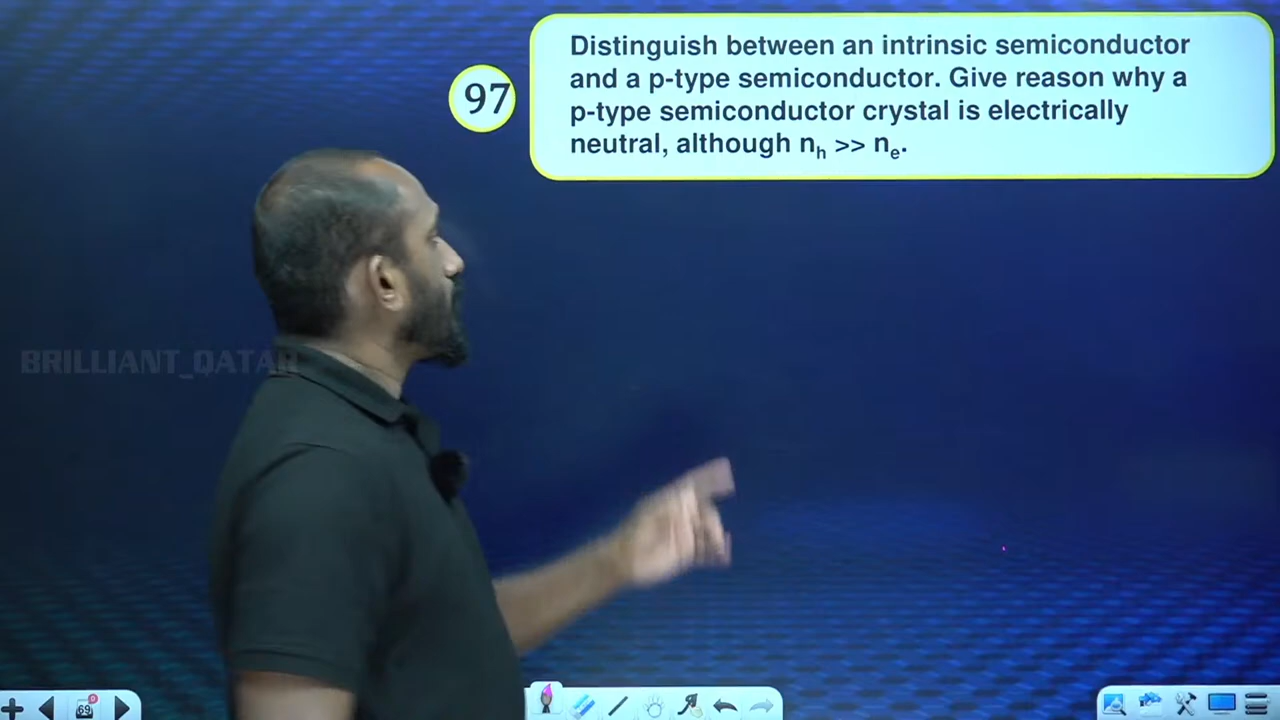 Distinguish between an intrinsic semiconductor
and a p-type semiconductor. Give reason why a
97
p-type semiconductor crystal is electrically
neutral, although nₕ >> nₑ.
BRILLIANT_QATAR
69